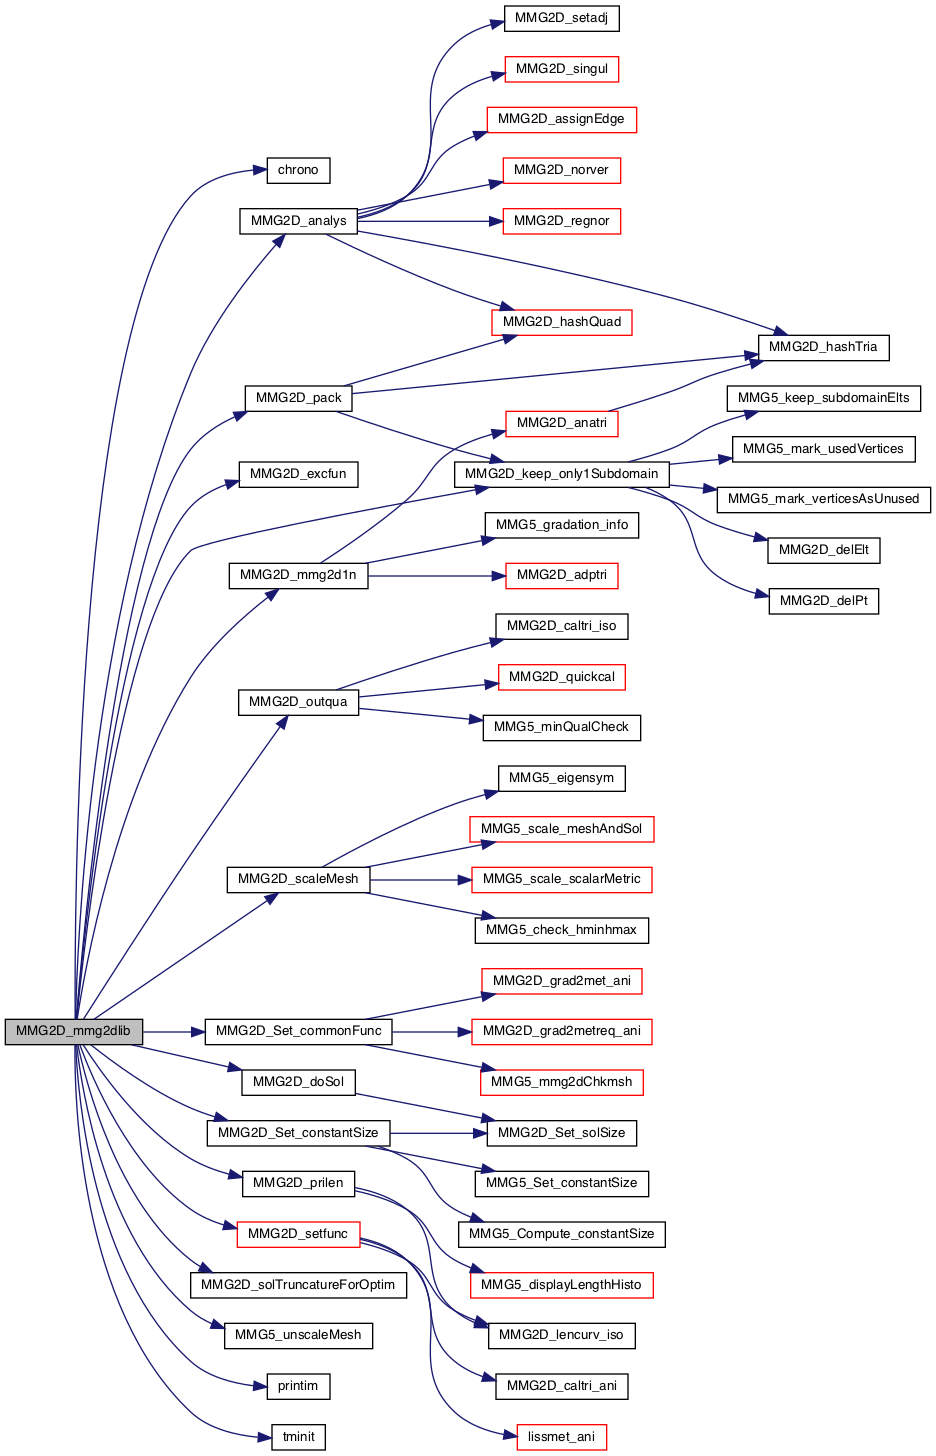 MMG2D_setadj
MMG2D_singul
MMG2D_assignEdge
chrono
MMG2D_norver
MMG2D_analys
MMG2D_regnor
MMG2D_hashQuad
MMG2D_hashTria
MMG2D_pack
MMG5_keep_subdomainElts
MMG2D_anatri
MMG5_mark_usedVertices
MMG2D_excfun
MMG2D_keep_only1Subdomain
MMG5_mark_verticesAsUnused
MMG5_gradation_info
MMG2D_delElt
MMG2D_mmg2d1n
MMG2D_adptri
MMG2D_delPt
MMG2D_caltri_iso
MMG2D_quickcal
MMG2D_outqua
MMG5_minQualCheck
MMG5_eigensym
MMG5_scale_meshAndSol
MMG2D_scaleMesh
MMG5_scale_scalarMetric
MMG5_check_hminhmax
MMG2D_grad2met_ani
MMG2D_mmg2dlib
MMG2D_Set_commonFunc
MMG2D_grad2metreq_ani
MMG2D_doSol
MMG5_mmg2dChkmsh
MMG2D_Set_constantSize
MMG2D_Set_solSize
MMG2D_prilen
MMG5_Set_constantSize
MMG2D_setfunc
MMG5_Compute_constantSize
MMG2D_solTruncatureForOptim
MMG5_displayLengthHisto
MMG5_unscaleMesh
MMG2D_lencurv_iso
printim
MMG2D_caltri_ani
tminit
lissmet_ani